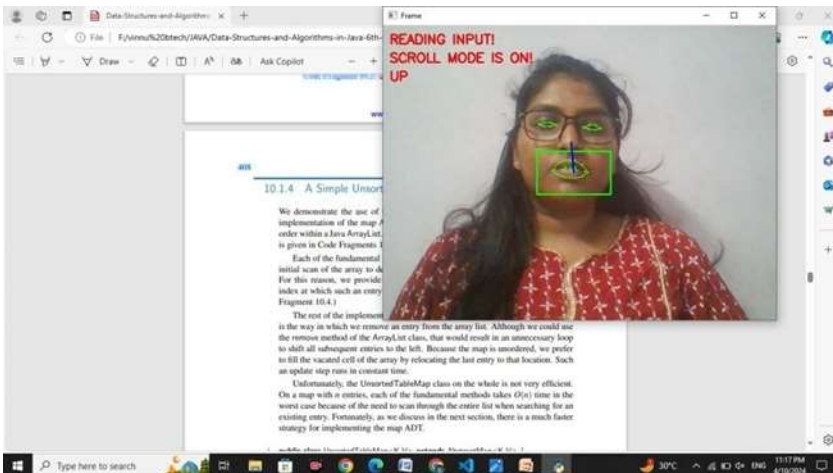 Data-Structures-and-Algorithms-
File
F:/vinnu%20btech/JAVA/Data-Structures-and-Algorithms-in-Java-6th-
Draw
Ask Copilot
Frame
READING INPUT!
SCROLL MODE IS ON!
UP
www
408
10.1.4 A Simple Unsort
We demonstrate the use of
implementation of the map A
order within a Java ArrayList.
is given in Code Fragments 1
Each of the fundamental
initial scan of the array to de
For this reason, we provide
index at which such an entry
Fragment 10.4.)
The rest of the implemen
is the way in which we remove an entry from the array list. Although we could use
the remove method of the ArrayList class, that would result in an unnecessary loop
to shift all subsequent entries to the left. Because the map is unordered, we prefer
to fill the vacated cell of the array by relocating the last entry to that location. Such
an update step runs in constant time.
Unfortunately, the UnsortedTableMap class on the whole is not very efficient.
On a map with n entries, each of the fundamental methods takes O(n) time in the
worst case because of the need to scan through the entire list when searching for an
existing entry. Fortunately, as we discuss in the next section, there is a much faster
strategy for implementing the map ADT.
Type here to search
30°C
ENG
11:17 PM
4/10/2024